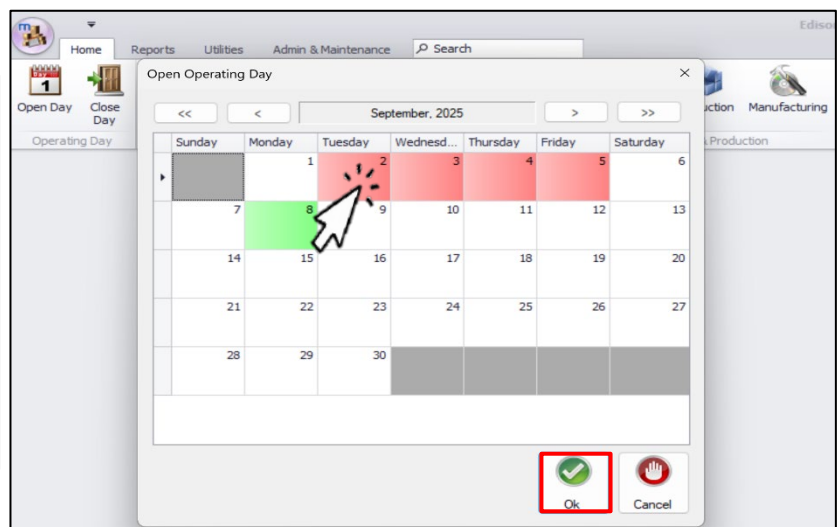 Ediso
Home Reports Utilities Admin & Maintenance Search
Open Operating Day
Open Day Close Day
uction Manufacturing
Operating Day
Production
<< < September, 2025 > >>
Sunday Monday Tuesday Wednesd... Thursday Friday Saturday
1 2 3 4 5 6
7 8 9 10 11 12 13
14 15 16 17 18 19 20
21 22 23 24 25 26 27
28 29 30
Ok Cancel